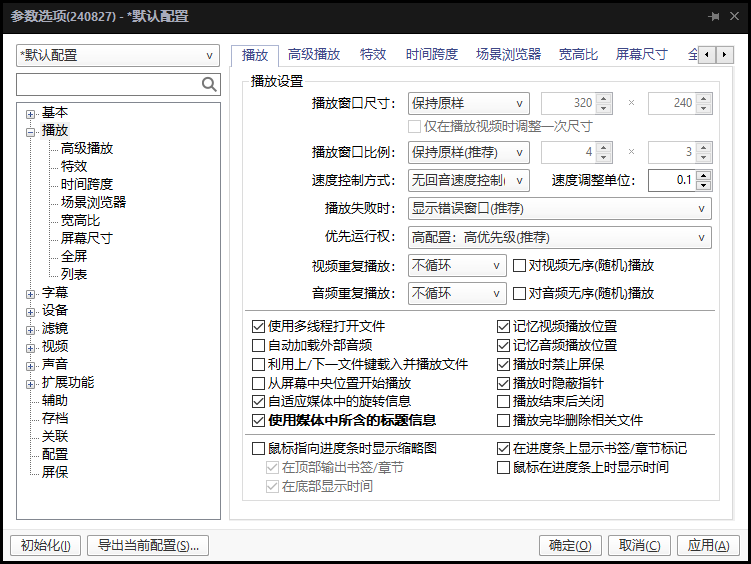 参数选项(240827) - *默认配置
*默认配置
基本
播放
高级播放
特效
时间跨度
场景浏览器
宽高比
屏幕尺寸
全屏
列表
字幕
设备
滤镜
视频
声音
扩展功能
辅助
存档
关联
配置
屏保
播放 高级播放 特效 时间跨度 场景浏览器 宽高比 屏幕尺寸
播放设置
播放窗口尺寸: 保持原样 320 × 240
仅在播放视频时调整一次尺寸
播放窗口比例: 保持原样(推荐) 4 × 3
速度控制方式: 无回音速度控制( 速度调整单位: 0.1
播放失败时: 显示错误窗口(推荐)
优先运行权: 高配置: 高优先级(推荐)
视频重复播放: 不循环 对视频无序(随机)播放
音频重复播放: 不循环 对音频无序(随机)播放
使用多线程打开文件 记忆视频播放位置
自动加载外部音频 记忆音频播放位置
利用上/下一文件键载入并播放文件 播放时禁止屏保
从屏幕中央位置开始播放 播放时隐蔽指针
自适应媒体中的旋转信息 播放结束后关闭
使用媒体中所含的标题信息 播放完毕删除相关文件
鼠标指向进度条时显示缩略图 在进度条上显示书签/章节标记
在顶部输出书签/章节 鼠标在进度条上时显示时间
在底部显示时间
初始化(I) 导出当前配置(S)... 确定(O) 取消(C) 应用(A)